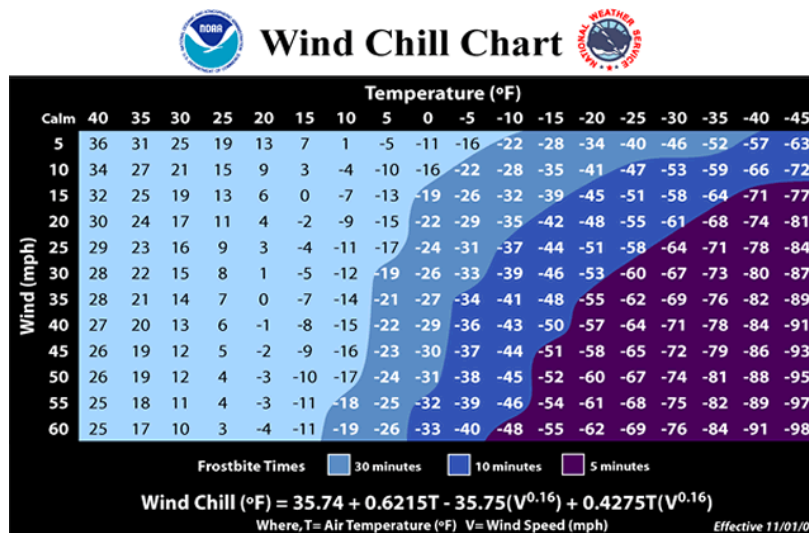 NOAA
Wind Chill Chart
NATIONAL WEATHER SERVICE
Temperature (ºF)
Calm 40 35 30 25 20 15 10 5 0 -5 -10 -15 -20 -25 -30 -35 -40 -45
Wind (mph)
5 36 31 25 19 13 7 1 -5 -11 -16 -22 -28 -34 -40 -46 -52 -57 -63
10 34 27 21 15 9 3 -4 -10 -16 -22 -28 -35 -41 -47 -53 -59 -66 -72
15 32 25 19 13 6 0 -7 -13 -19 -26 -32 -39 -45 -51 -58 -64 -71 -77
20 30 24 17 11 4 -2 -9 -15 -22 -29 -35 -42 -48 -55 -61 -68 -74 -81
25 29 23 16 9 3 -4 -11 -17 -24 -31 -37 -44 -51 -58 -64 -71 -78 -84
30 28 22 15 8 1 -5 -12 -19 -26 -33 -39 -46 -53 -60 -67 -73 -80 -87
35 28 21 14 7 0 -7 -14 -21 -27 -34 -41 -48 -55 -62 -69 -76 -82 -89
40 27 20 13 6 -1 -8 -15 -22 -29 -36 -43 -50 -57 -64 -71 -78 -84 -91
45 26 19 12 5 -2 -9 -16 -23 -30 -37 -44 -51 -58 -65 -72 -79 -86 -93
50 26 19 12 4 -3 -10 -17 -24 -31 -38 -45 -52 -60 -67 -74 -81 -88 -95
55 25 18 11 4 -3 -11 -18 -25 -32 -39 -46 -54 -61 -68 -75 -82 -89 -97
60 25 17 10 3 -4 -11 -19 -26 -33 -40 -48 -55 -62 -69 -76 -84 -91 -98
Frostbite Times 30 minutes 10 minutes 5 minutes
Wind Chill (ºF) = 35.74 + 0.6215T - 35.75(V^0.16) + 0.4275T(V^0.16)
Where, T= Air Temperature (ºF) V= Wind Speed (mph) Effective 11/01/0